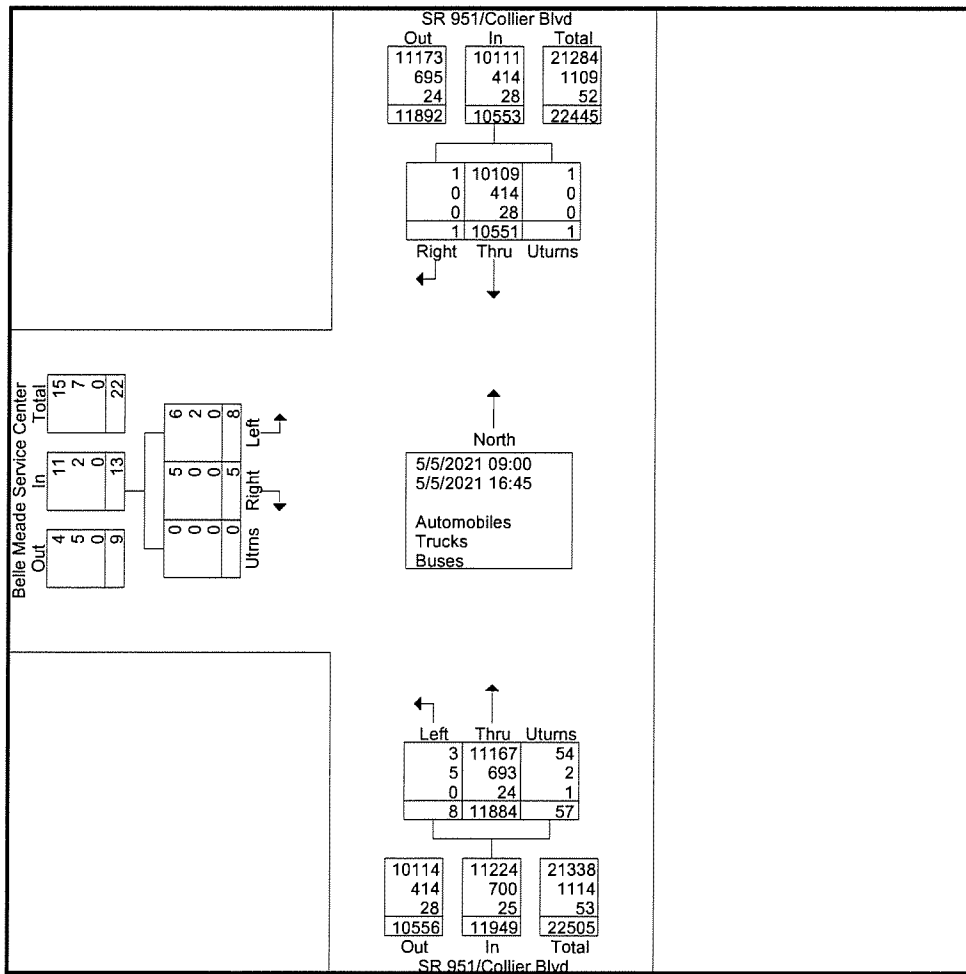 SR 951/Collier Blvd
Out In Total
11173 10111 21284
695 414 1109
24 28 52
11892 10553 22445
1 10109 1
0 414 0
0 28 0
1 10551 1
Right Thru Uturns
Belle Meade Service Center
Total
15 7 0 22
In
11 2 0 13
Out
4 5 0 9
6 2 0 8
Left
5 0 0 5
Right
0 0 0 0
Utrns
North
5/5/2021 09:00
5/5/2021 16:45
Automobiles
Trucks
Buses
Left Thru Uturns
3 11167 54
5 693 2
0 24 1
8 11884 57
10114 11224 21338
414 700 1114
28 25 53
10556 11949 22505
Out In Total
SR 951/Collier Blvd